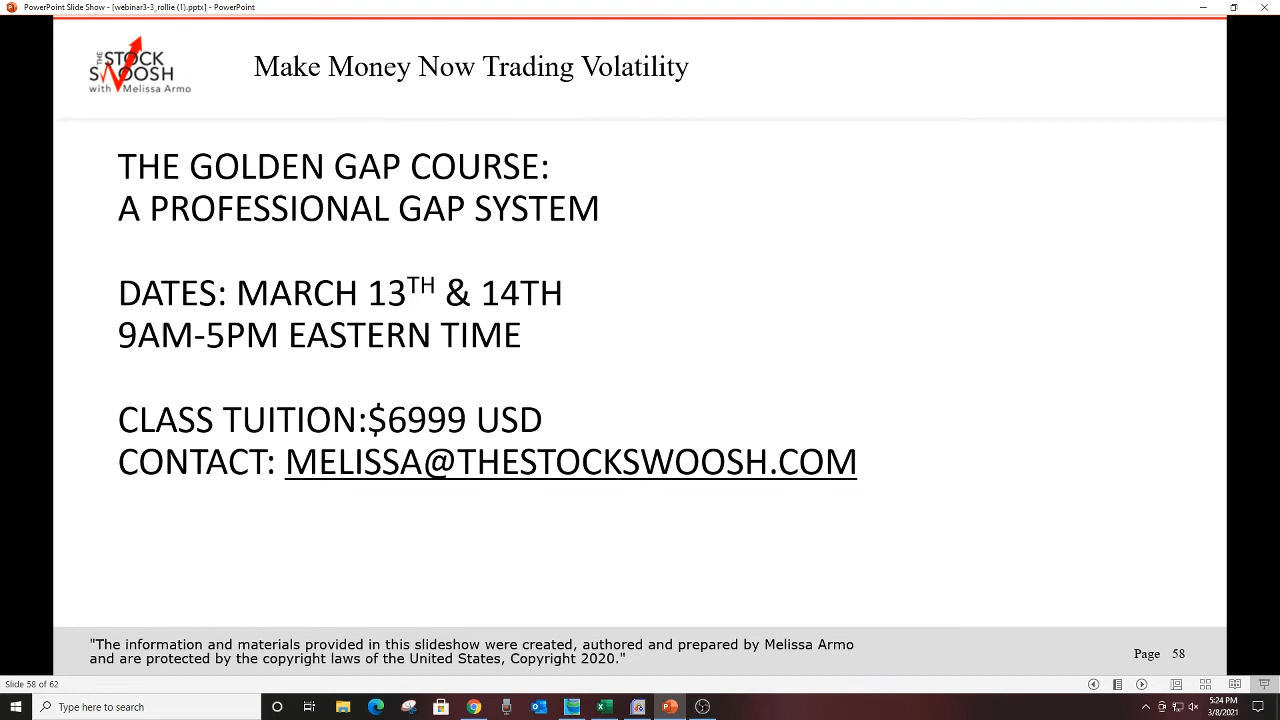 PowerPoint Slide Show - [webinar3-3_rollie (1).pptx] - PowerPoint
THE
STOCK
SWOOSH
with Melissa Armo
Make Money Now Trading Volatility
THE GOLDEN GAP COURSE:
A PROFESSIONAL GAP SYSTEM
DATES: MARCH 13TH & 14TH
9AM-5PM EASTERN TIME
CLASS TUITION:$6999 USD
CONTACT: MELISSA@THESTOCKSWOOSH.COM
"The information and materials provided in this slideshow were created, authored and prepared by Melissa Armo
and are protected by the copyright laws of the United States, Copyright 2020."
Page 58
Slide 58 of 62
Type here to search
5:24 PM
3/8/2021